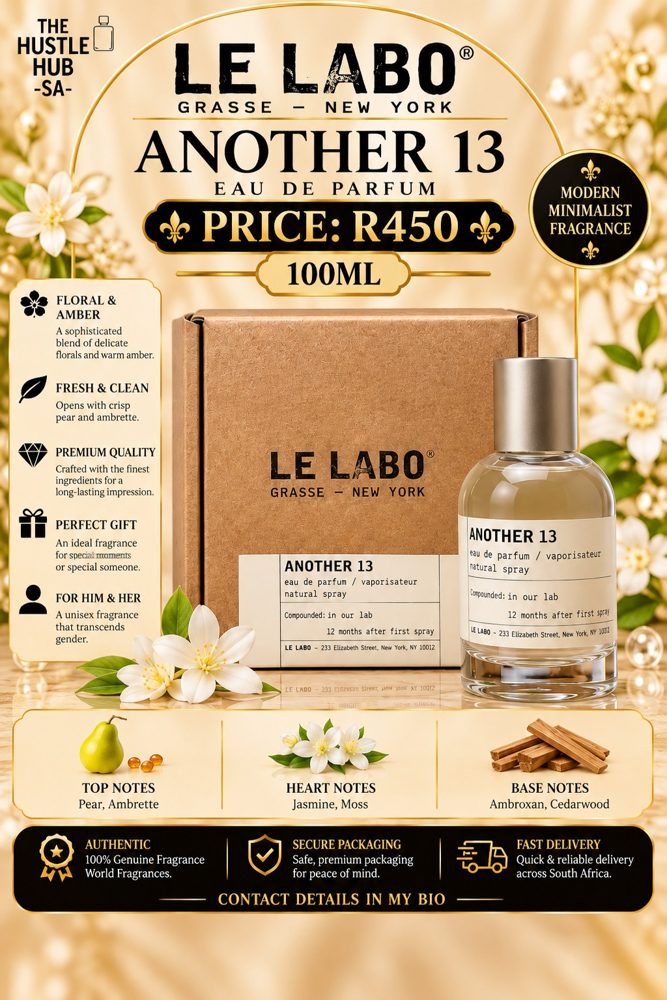 THE
HUSTLE
HUB
-SA-
LE LABO®
GRASSE — NEW YORK
ANOTHER 13
EAU DE PARFUM
PRICE: R450
100ML
MODERN
MINIMALIST
FRAGRANCE
FLORAL &
AMBER
A sophisticated
blend of delicate
florals and warm amber.
FRESH & CLEAN
Opens with crisp
pear and ambrette.
PREMIUM QUALITY
Crafted with the finest
ingredients for a
long-lasting impression.
PERFECT GIFT
An ideal fragrance
for special moments
or special someone.
FOR HIM & HER
A unisex fragrance
that transcends
gender.
LE LABO®
GRASSE — NEW YORK
ANOTHER 13
eau de parfum / vaporisateur
natural spray
Compounded: in our lab
12 months after first spray
LE LABO - 233 Elizabeth Street, New York, NY 10012
ANOTHER 13
eau de parfum / vaporisateur
natural spray
Compounded: in our lab
12 months after first spray
LE LABO - 233 Elizabeth Street, New York, NY 10012
TOP NOTES
Pear, Ambrette
HEART NOTES
Jasmine, Moss
BASE NOTES
Ambroxan, Cedarwood
AUTHENTIC
100% Genuine Fragrance
World Fragrances.
SECURE PACKAGING
Safe, premium packaging
for peace of mind.
FAST DELIVERY
Quick & reliable delivery
across South Africa.
CONTACT DETAILS IN MY BIO